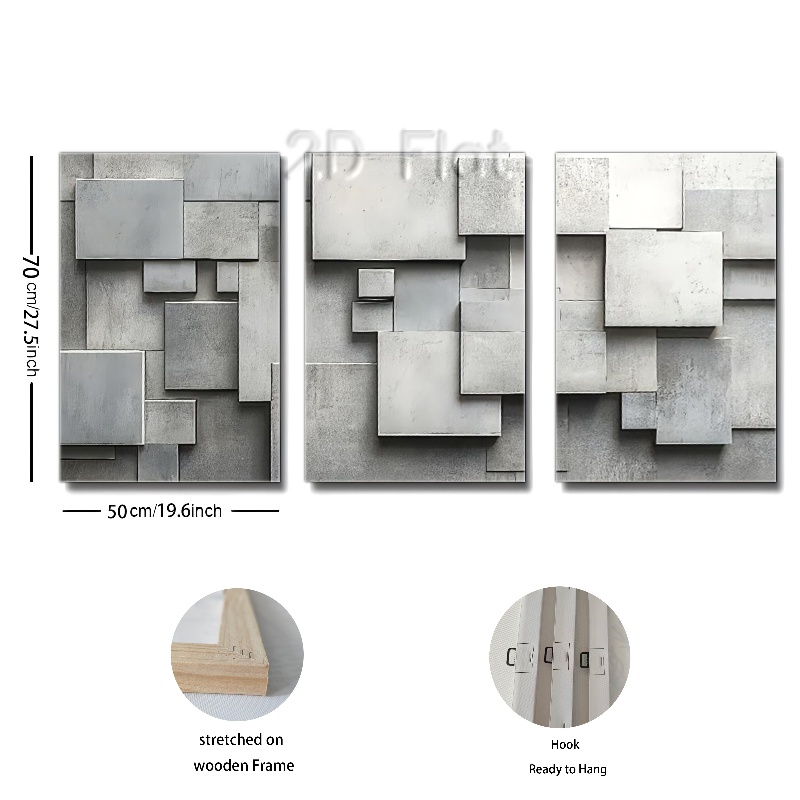 2D Flat
70 cm/27.5inch
50cm/19.6inch
stretched on
wooden Frame
Hook
Ready to Hang